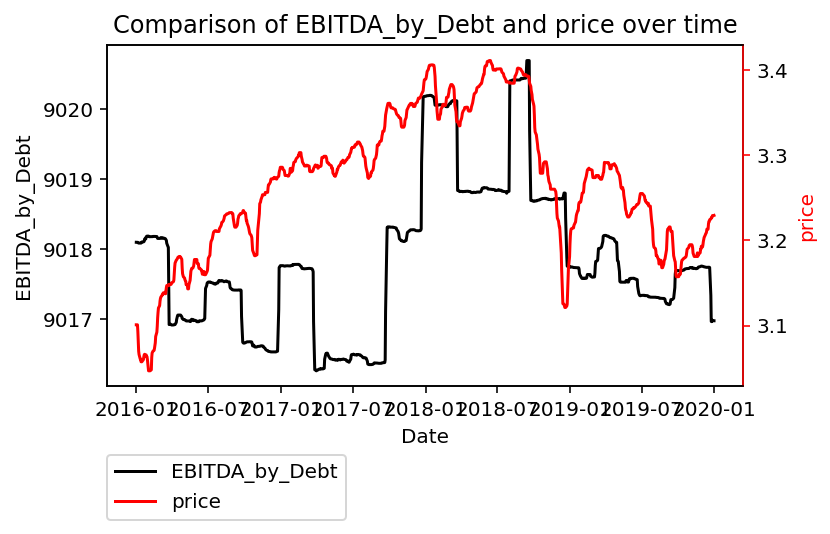 Comparison of EBITDA_by_Debt and price over time
EBITDA_by_Debt
9020
9019
9018
9017
3.4
3.3
3.2
3.1
price
2016-01 2016-07 2017-01 2017-07 2018-01 2018-07 2019-01 2019-07 2020-01
Date
EBITDA_by_Debt
price